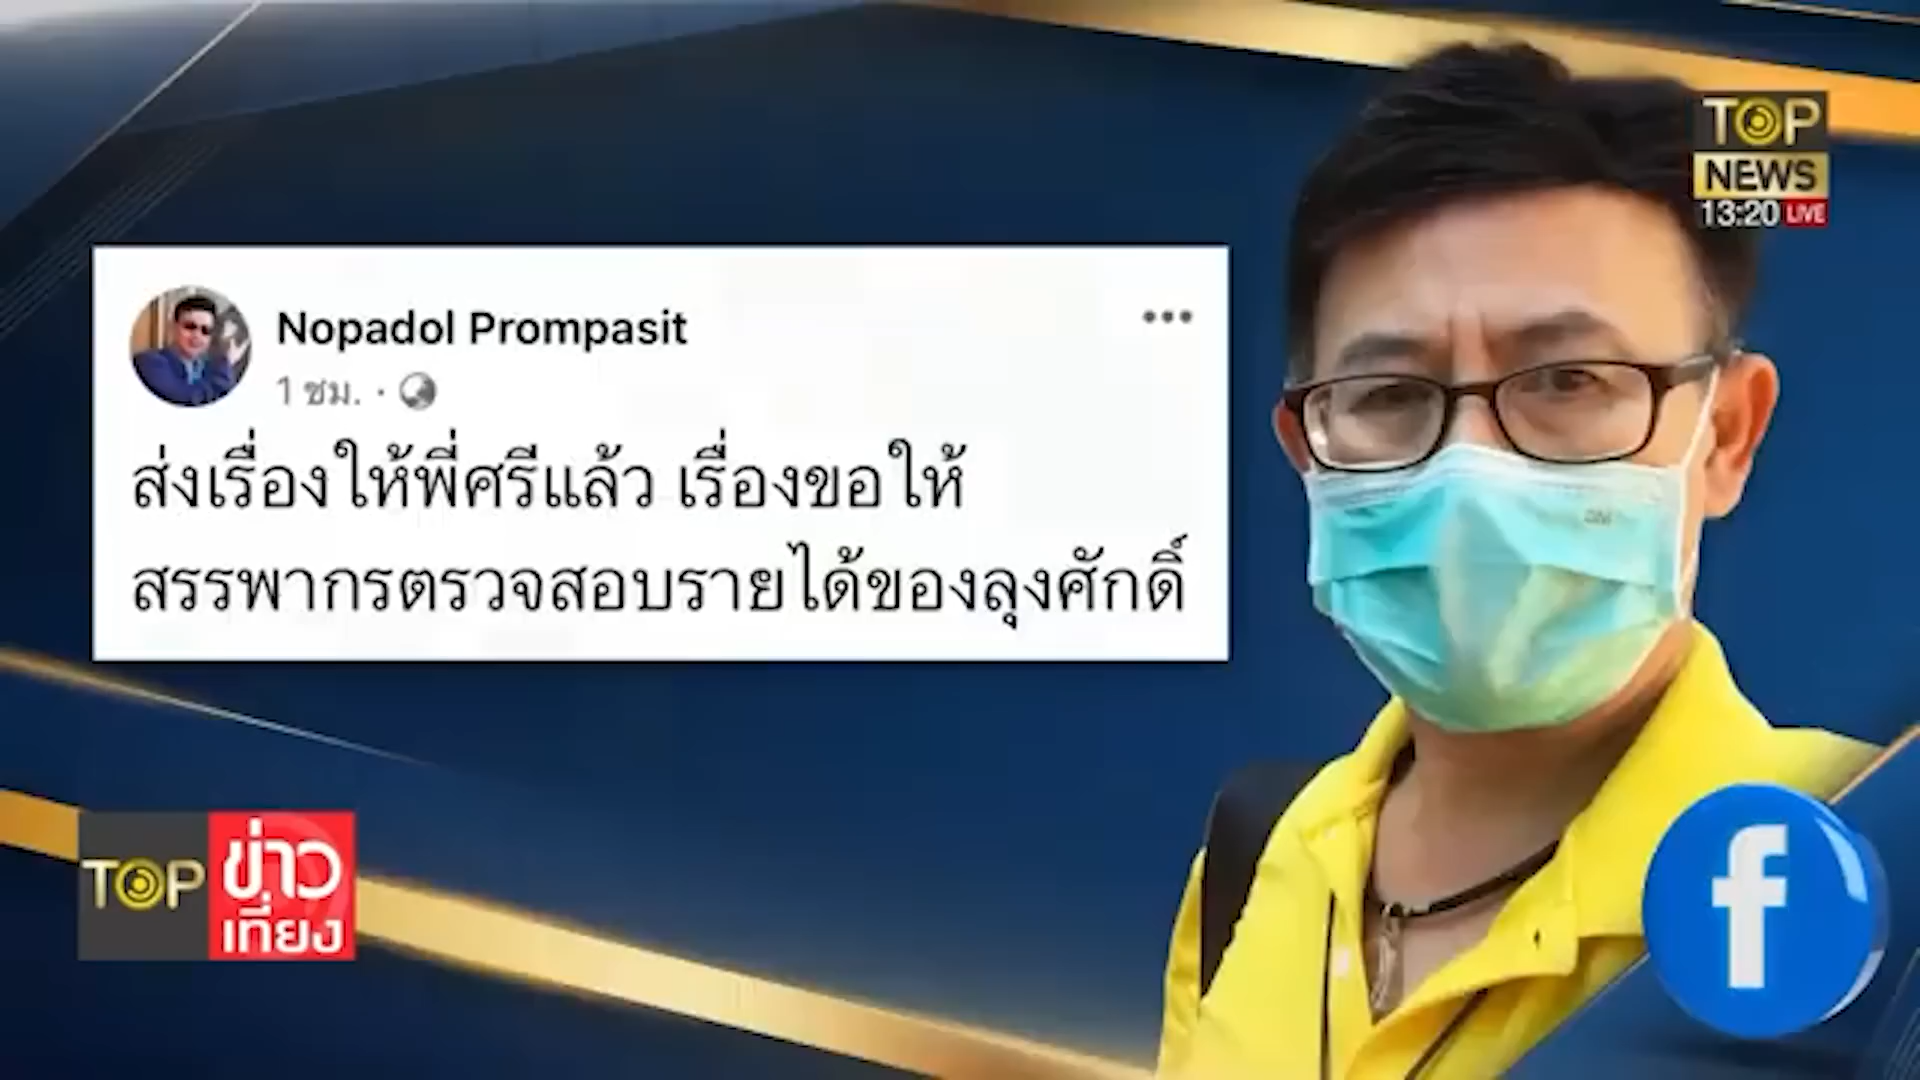 TOP
NEWS
13:20 LIVE
Nopadol Prompasit
1 ชม. ·
ส่งเรื่องให้พี่ศรีแล้ว เรื่องขอให้
สรรพากรตรวจสอบรายได้ของลุงศักดิ์
TOP ข่าว
เที่ยง
f